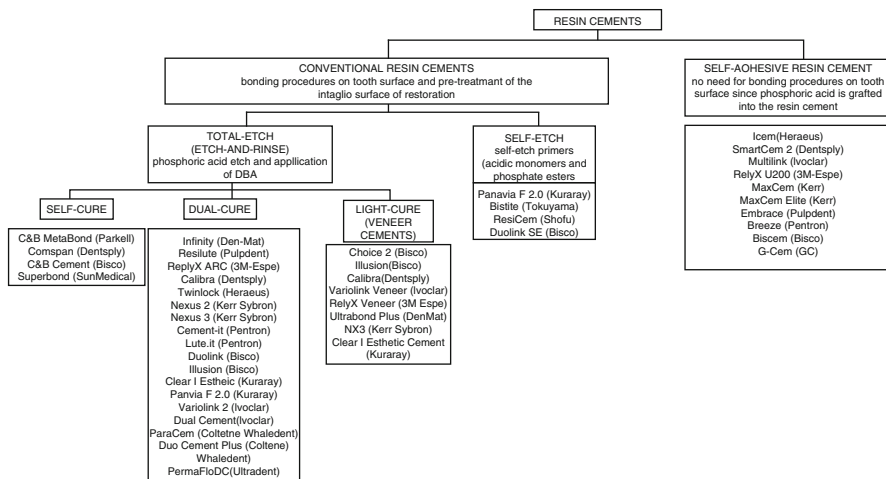 RESIN CEMENTS
CONVENTIONAL RESIN CEMENTS
bonding procedures on tooth surface and pre-treatmant of the
intaglio surface of restoration
SELF-AOHESIVE RESIN CEMENT
no need for bonding procedures on tooth
surface since phosphoric acid is grafted
into the resin cement
TOTAL-ETCH
(ETCH-AND-RINSE)
phosphoric acid etch and appllication
of DBA
SELF-ETCH
self-etch primers
(acidic monomers and
phosphate esters
SELF-CURE
DUAL-CURE
LIGHT-CURE
(VENEER
CEMENTS)
C&B MetaBond (Parkell)
Comspan (Dentsply)
C&B Cement (Bisco)
Superbond (SunMedical)
Infinity (Den-Mat)
Resilute (Pulpdent)
ReplyX ARC (3M-Espe)
Calibra (Dentsply)
Twinlock (Heraeus)
Nexus 2 (Kerr Sybron)
Nexus 3 (Kerr Sybron)
Cement-it (Pentron)
Lute.it (Pentron)
Duolink (Bisco)
Illusion (Bisco)
Clear I Estheic (Kuraray)
Panvia F 2.0 (Kuraray)
Variolink 2 (Ivoclar)
Dual Cement(Ivoclar)
ParaCem (Coltetne Whaledent)
Duo Cement Plus (Coltene)
Whaledent)
PermaFloDC(Ultradent)
Choice 2 (Bisco)
Illusion(Bisco)
Calibra(Dentsply)
Variolink Veneer (Ivoclar)
RelyX Veneer (3M Espe)
Ultrabond Plus (DenMat)
NX3 (Kerr Sybron)
Clear I Esthetic Cement
(Kuraray)
Panavia F 2.0 (Kuraray)
Bistite (Tokuyama)
ResiCem (Shofu)
Duolink SE (Bisco)
Icem(Heraeus)
SmartCem 2 (Dentsply)
Multilink (Ivoclar)
RelyX U200 (3M-Espe)
MaxCem (Kerr)
MaxCem Elite (Kerr)
Embrace (Pulpdent)
Breeze (Pentron)
Biscem (Bisco)
G-Cem (GC)